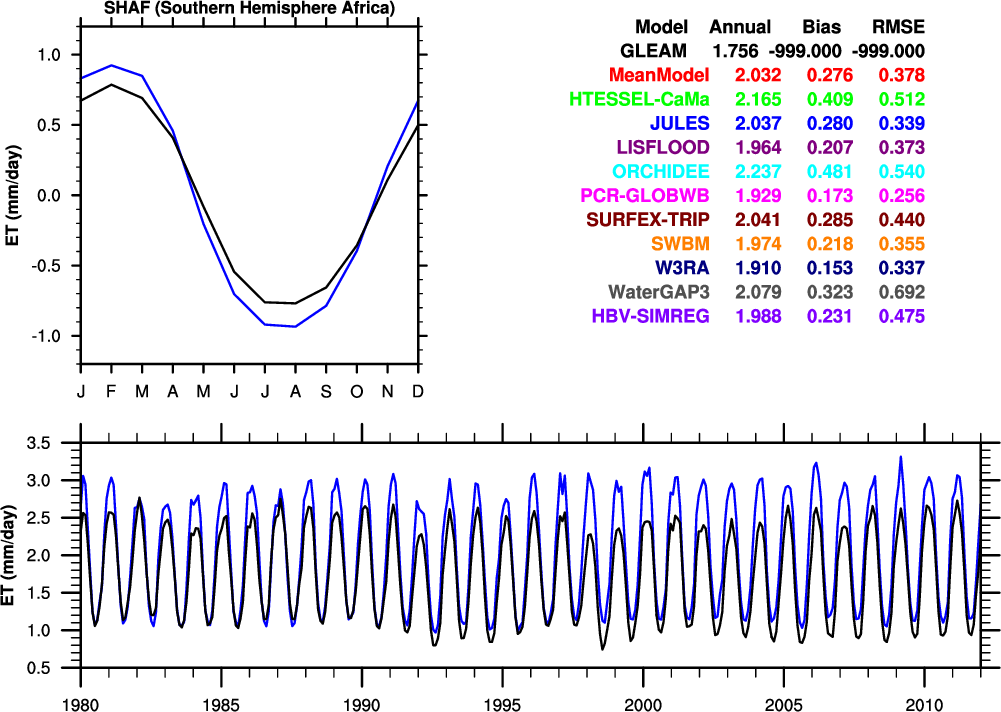 SHAF (Southern Hemisphere Africa)
1.0
0.5
0.0
-0.5
-1.0
ET (mm/day)
J F M A M J J A S O N D
Model Annual Bias RMSE
GLEAM 1.756 -999.000 -999.000
MeanModel 2.032 0.276 0.378
HTESSEL-CaMa 2.165 0.409 0.512
JULES 2.037 0.280 0.339
LISFLOOD 1.964 0.207 0.373
ORCHIDEE 2.237 0.481 0.540
PCR-GLOBWB 1.929 0.173 0.256
SURFEX-TRIP 2.041 0.285 0.440
SWBM 1.974 0.218 0.355
W3RA 1.910 0.153 0.337
WaterGAP3 2.079 0.323 0.692
HBV-SIMREG 1.988 0.231 0.475
3.5
3.0
2.5
2.0
1.5
1.0
0.5
ET (mm/day)
1980 1985 1990 1995 2000 2005 2010